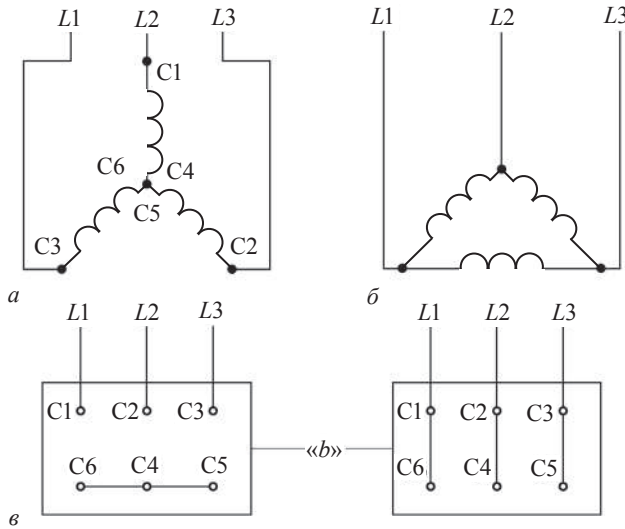 L1 L2 L3 L1 L2 L3
C1
C6 C4
C5
C3 C2
а б
L1 L2 L3 L1 L2 L3
C1 C2 C3 C1 C2 C3
«b»
C6 C4 C5 C6 C4 C5
в